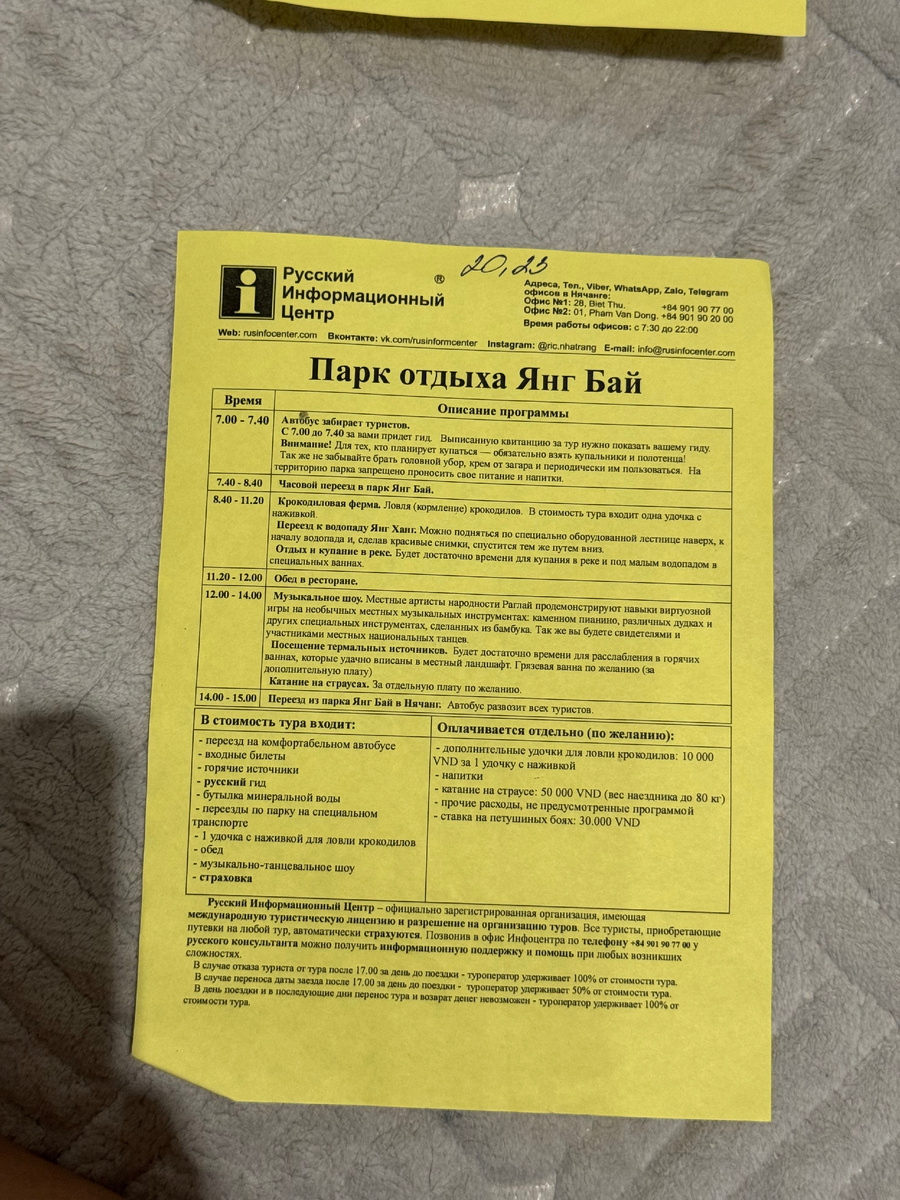 20, 23
Русский
Информационный
Центр
®
Адреса, Тел., Viber, WhatsApp, Zalo, Telegram
офисов в Нячанге:
Офис №1: 28, Biet Thu. +84 901 90 77 00
Офис №2: 01, Pham Van Dong. +84 901 90 20 00
Время работы офисов: с 7:30 до 22:00
Web: rusinfocenter.com Вконтакте: vk.com/rusinformcenter Instagram: @ric.nhatrang E-mail: info@rusinfocenter.com
Парк отдыха Янг Бай
Время Описание программы
7.00 - 7.40 Автобус забирает туристов.
С 7.00 до 7.40 за вами придет гид. Выписанную квитанцию за тур нужно показать вашему гиду.
Внимание! Для тех, кто планирует купаться — обязательно взять купальники и полотенца!
Так же не забывайте брать головной убор, крем от загара и периодически им пользоваться. На
территорию парка запрещено проносить свое питание и напитки.
7.40 - 8.40 Часовой переезд в парк Янг Бай.
8.40 - 11.20 Крокодиловая ферма. Ловля (кормление) крокодилов. В стоимость тура входит одна удочка с
наживкой.
Переезд к водопаду Янг Ханг. Можно подняться по специально оборудованной лестнице наверх, к
началу водопада и, сделав красивые снимки, спустится тем же путем вниз.
Отдых и купание в реке. Будет достаточно времени для купания в реке и под малым водопадом в
специальных ваннах.
11.20 - 12.00 Обед в ресторане.
12.00 - 14.00 Музыкальное шоу. Местные артисты народности Раглай продемонстрируют навыки виртуозной
игры на необычных местных музыкальных инструментах: каменном пианино, различных дудках и
других специальных инструментах, сделанных из бамбука. Так же вы будете свидетелями и
участниками местных национальных танцев.
Посещение термальных источников. Будет достаточно времени для расслабления в горячих
ваннах, которые удачно вписаны в местный ландшафт. Грязевая ванна по желанию (за
дополнительную плату)
Катание на страусах. За отдельную плату по желанию.
14.00 - 15.00 Переезд из парка Янг Бай в Нячанг. Автобус развозит всех туристов.
В стоимость тура входит:
- переезд на комфортабельном автобусе
- входные билеты
- горячие источники
- русский гид
- бутылка минеральной воды
- переезды по парку на специальном
транспорте
- 1 удочка с наживкой для ловли крокодилов
- обед
- музыкально-танцевальное шоу
- страховка
Оплачивается отдельно (по желанию):
- дополнительные удочки для ловли крокодилов: 10 000
VND за 1 удочку с наживкой
- напитки
- катание на страусе: 50 000 VND (вес наездника до 80 кг)
- прочие расходы, не предусмотренные программой
- ставка на петушиных боях: 30.000 VND
Русский Информационный Центр – официально зарегистрированная организация, имеющая
международную туристическую лицензию и разрешение на организацию туров. Все туристы, приобретающие
путевки на любой тур, автоматически страхуются. Позвонив в офис Инфоцентра по телефону +84 901 90 77 00 у
русского консультанта можно получить информационную поддержку и помощь при любых возникших
сложностях.
В случае отказа туриста от тура после 17.00 за день до поездки - туроператор удерживает 100% от стоимости тура.
В случае переноса даты заезда после 17.00 за день до поездки - туроператор удерживает 50% от стоимости тура.
В день поездки и в последующие дни перенос тура и возврат денег невозможен - туроператор удерживает 100% от
стоимости тура.